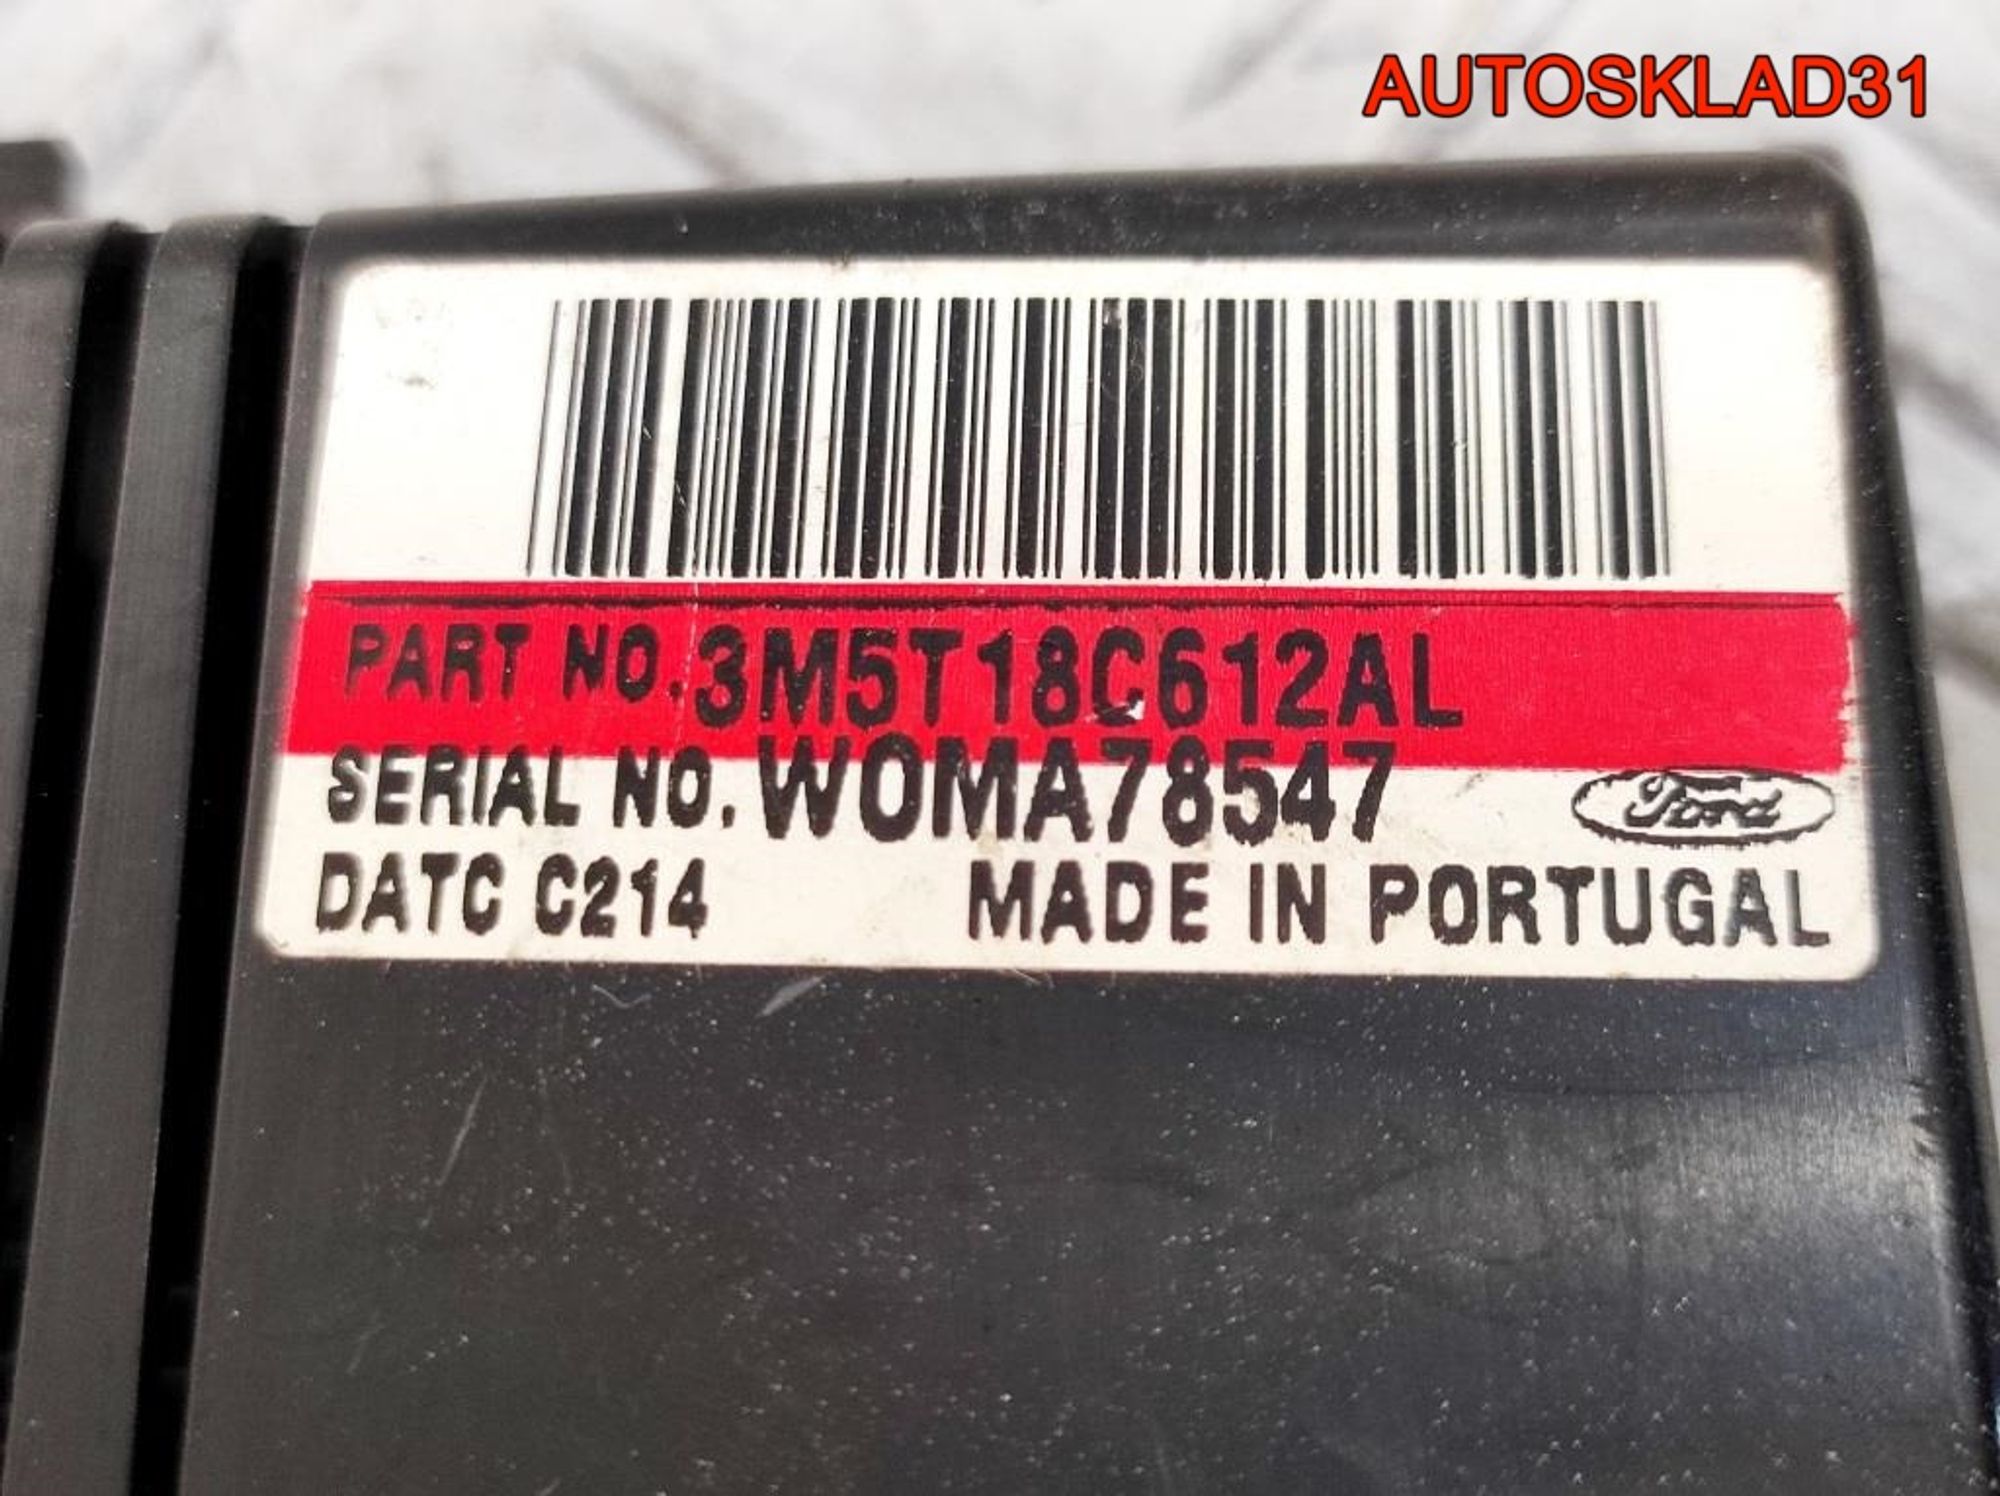 AUTOSKLAD31
PART NO. 3M5T18C612AL
SERIAL NO. WOMA78547
Ford
DATC C214 MADE IN PORTUGAL